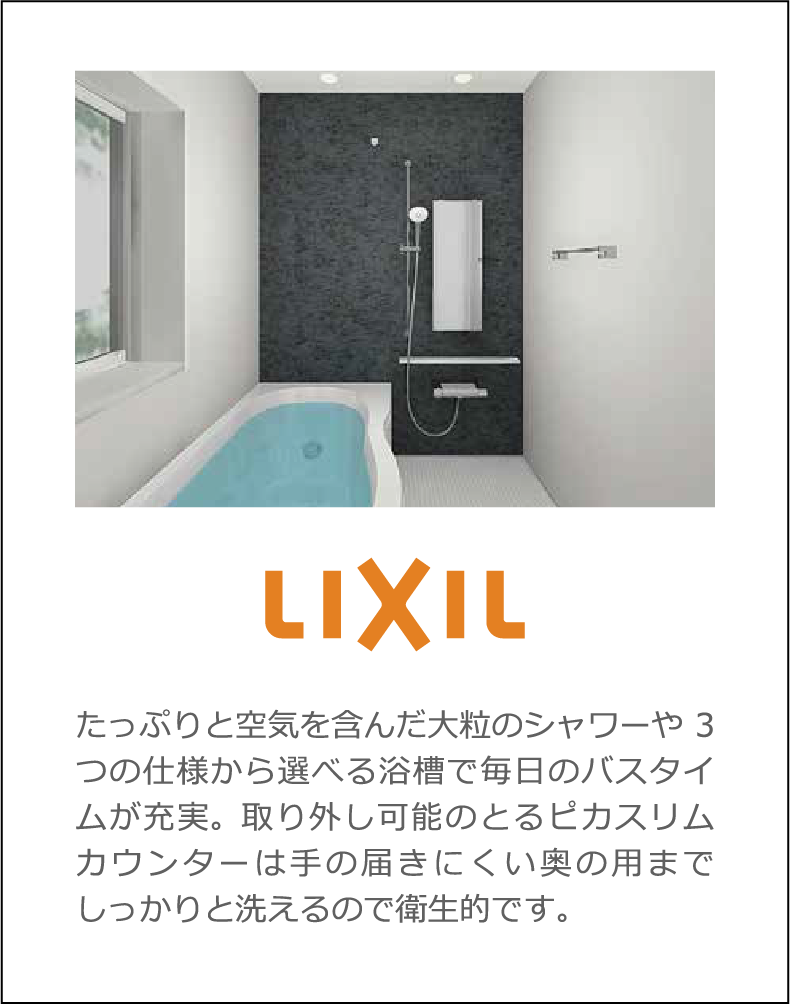 LIXIL
たっぷりと空気を含んだ大粒のシャワーや 3
つの仕様から選べる浴槽で毎日のバスタイ
ムが充実。取り外し可能のとるピカスリム
カウンターは手の届きにくい奥の用まで
しっかりと洗えるので衛生的です。